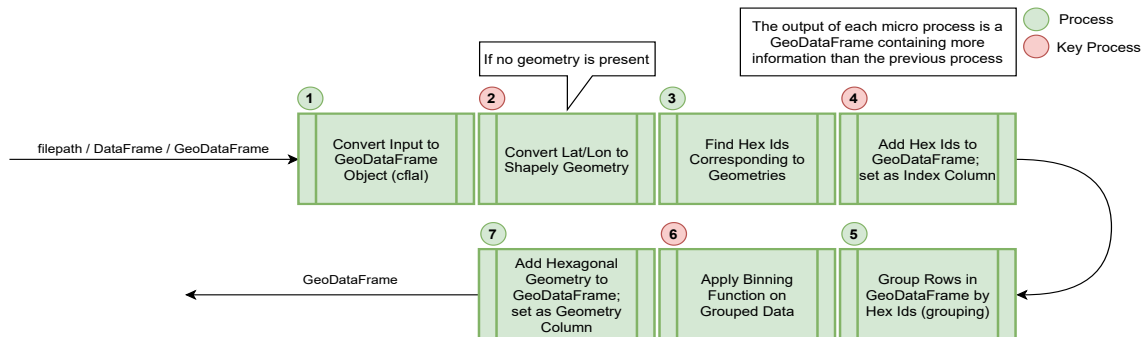 The output of each micro process is a
GeoDataFrame containing more
information than the previous process
Process
Key Process
If no geometry is present
filepath / DataFrame / GeoDataFrame
1
Convert Input to
GeoDataFrame
Object (cflaI)
2
Convert Lat/Lon to
Shapely Geometry
3
Find Hex Ids
Corresponding to
Geometries
4
Add Hex Ids to
GeoDataFrame;
set as Index Column
5
Group Rows in
GeoDataFrame by
Hex Ids (grouping)
6
Apply Binning
Function on
Grouped Data
7
Add Hexagonal
Geometry to
GeoDataFrame;
set as Geometry
Column
GeoDataFrame